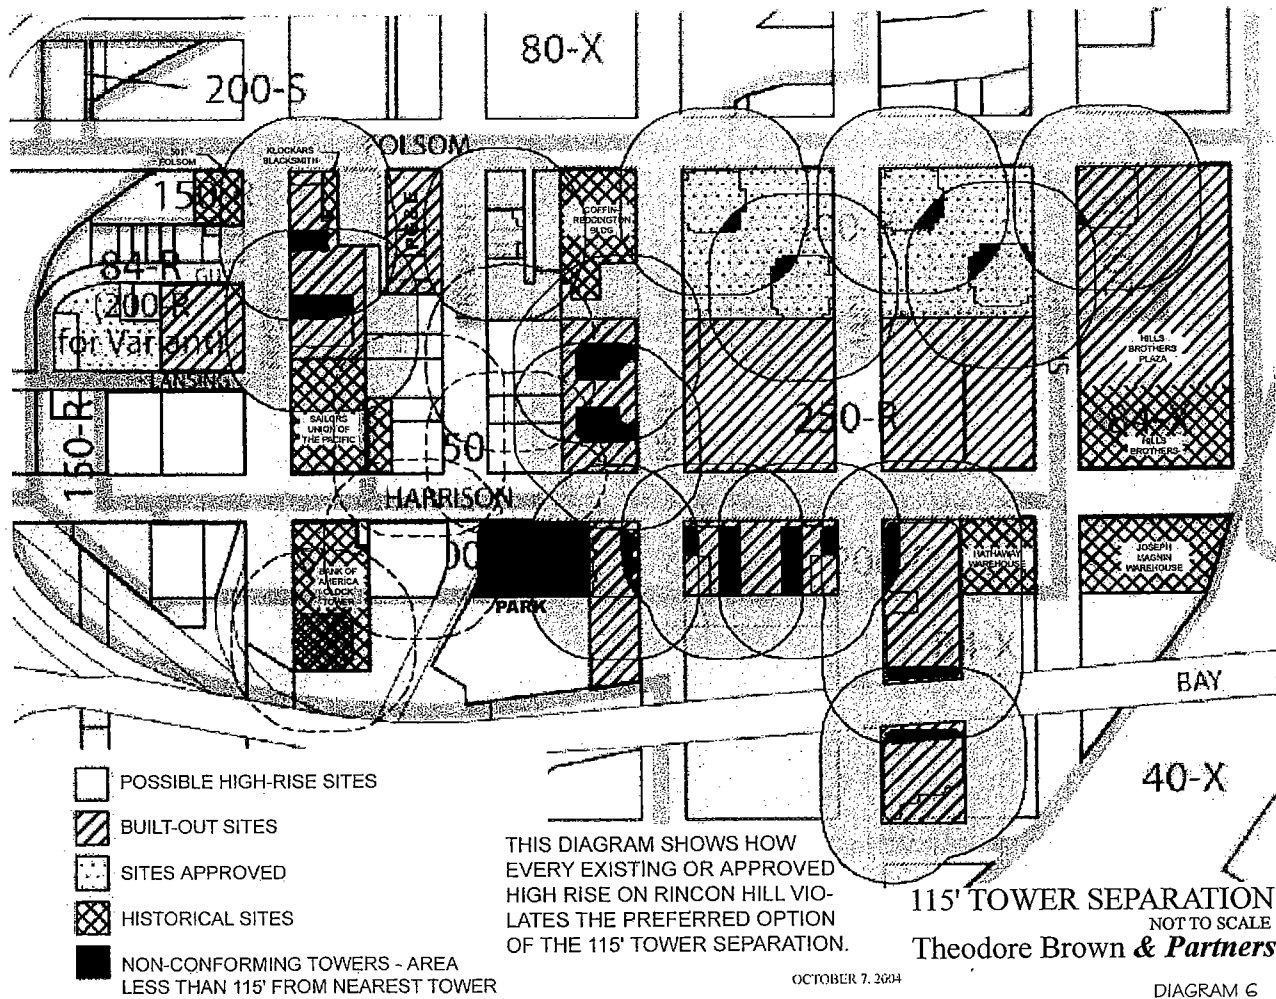 80-X
200-S
FOLSOM
KLOCKARS
BLACKSMITH
501
FOLSOM
150
COFFIN-
REDDINGTON
BLDG
84-R
(200-R
for Variant)
LANSING
HILLS
BROTHERS
PLAZA
150-R
SAILORS
UNION OF
THE PACIFIC
250-R
84-X
HILLS
BROTHERS
50
HARRISON
BANK OF
AMERICA
CLOCK
TOWER
HATHAWAY
WAREHOUSE
JOSEPH
MAGNIN
WAREHOUSE
PARK
BAY
40-X
POSSIBLE HIGH-RISE SITES
BUILT-OUT SITES
SITES APPROVED
HISTORICAL SITES
NON-CONFORMING TOWERS - AREA
LESS THAN 115' FROM NEAREST TOWER
THIS DIAGRAM SHOWS HOW
EVERY EXISTING OR APPROVED
HIGH RISE ON RINCON HILL VIO-
LATES THE PREFERRED OPTION
OF THE 115' TOWER SEPARATION.
OCTOBER 7, 2004
115' TOWER SEPARATION
NOT TO SCALE
Theodore Brown & Partners
DIAGRAM 6